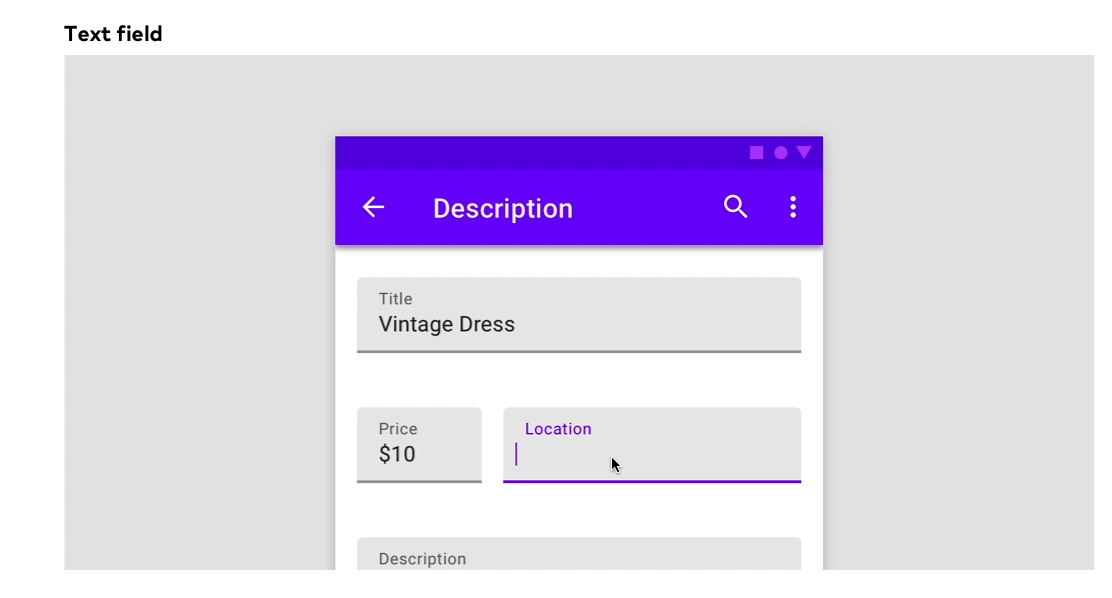 Text field
Description
Title
Vintage Dress
Price
Location
$10
Description